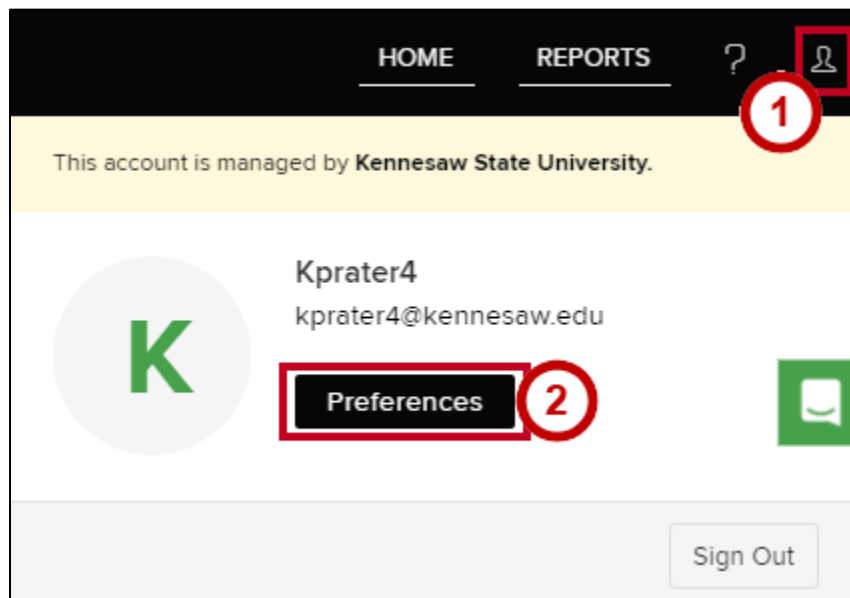 HOME REPORTS ?
1
This account is managed by Kennesaw State University.
K
Kprater4
kprater4@kennesaw.edu
Preferences 2
Sign Out